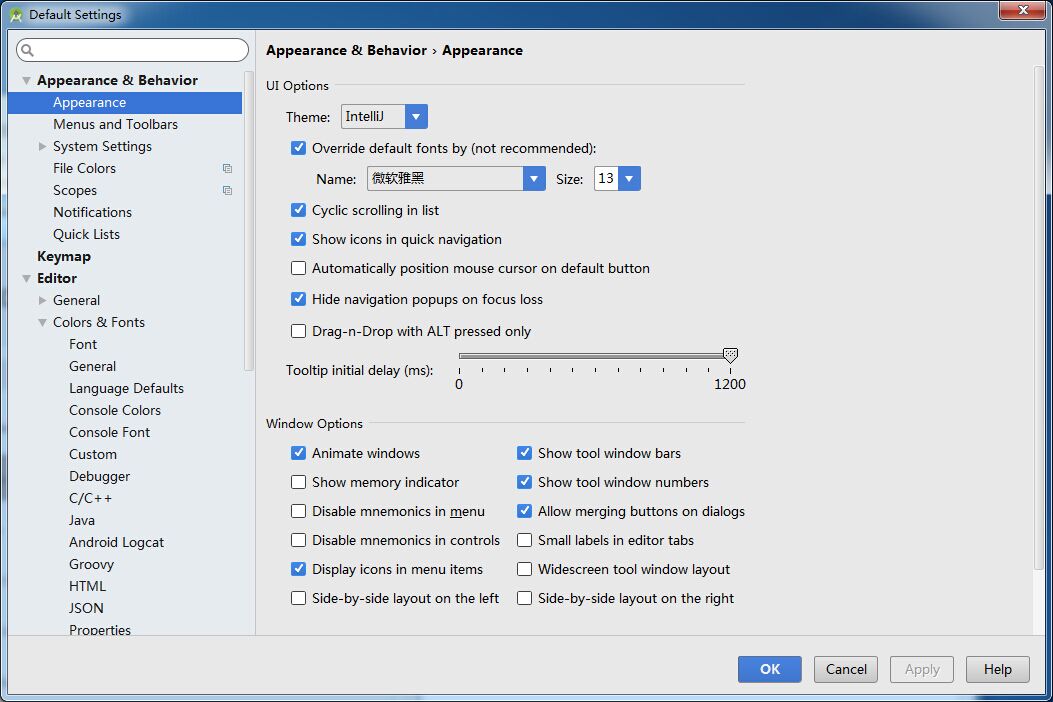 Default Settings
Appearance & Behavior
Appearance
Menus and Toolbars
System Settings
File Colors
Scopes
Notifications
Quick Lists
Keymap
Editor
General
Colors & Fonts
Font
General
Language Defaults
Console Colors
Console Font
Custom
Debugger
C/C++
Java
Android Logcat
Groovy
HTML
JSON
Properties
Appearance & Behavior › Appearance
UI Options
Theme: IntelliJ
Override default fonts by (not recommended):
Name: 微软雅黑 Size: 13
Cyclic scrolling in list
Show icons in quick navigation
Automatically position mouse cursor on default button
Hide navigation popups on focus loss
Drag-n-Drop with ALT pressed only
Tooltip initial delay (ms):
0 1200
Window Options
Animate windows Show tool window bars
Show memory indicator Show tool window numbers
Disable mnemonics in menu Allow merging buttons on dialogs
Disable mnemonics in controls Small labels in editor tabs
Display icons in menu items Widescreen tool window layout
Side-by-side layout on the left Side-by-side layout on the right
OK Cancel Apply Help